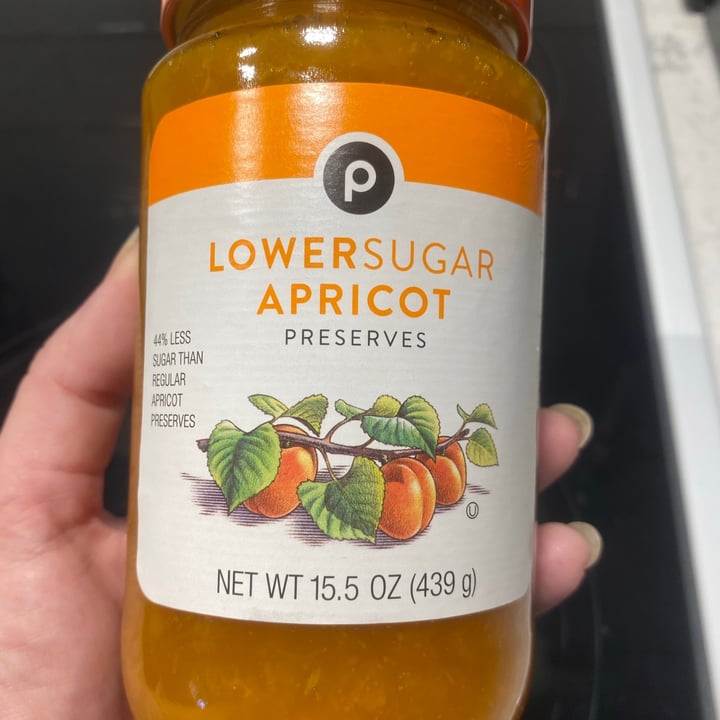 p
LOWERSUGAR
APRICOT
PRESERVES
44% LESS
SUGAR THAN
REGULAR
APRICOT
PRESERVES
U
NET WT 15.5 OZ (439 g)